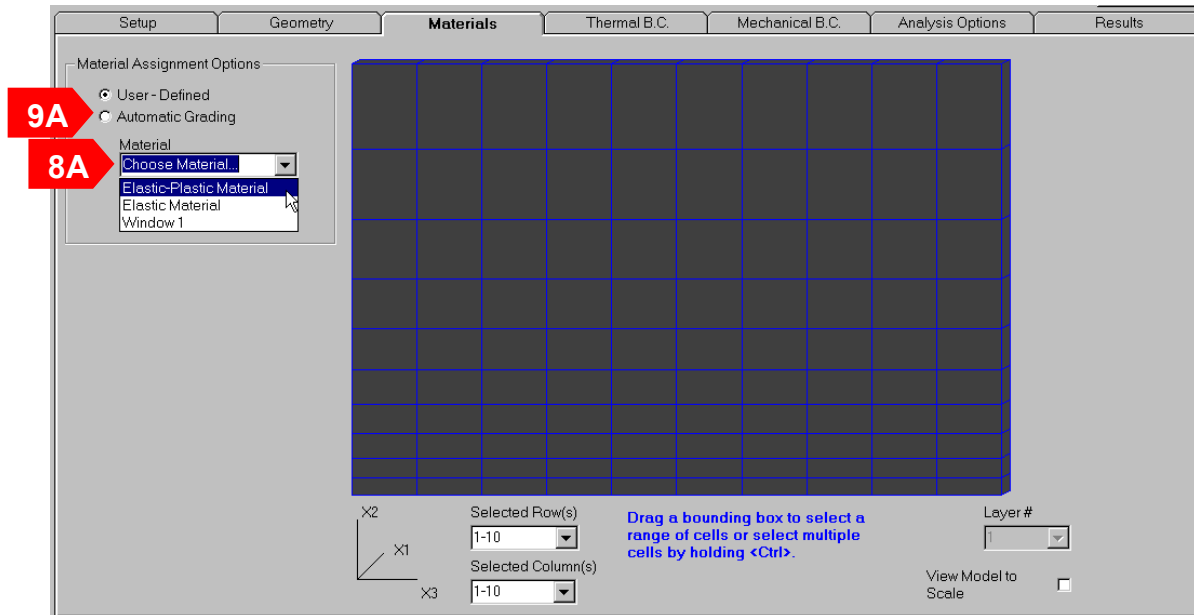 Setup
Geometry
Materials
Thermal B.C.
Mechanical B.C.
Analysis Options
Results
Material Assignment Options
User - Defined
9A
Automatic Grading
Material
8A
Choose Material...
Elastic-Plastic Material
Elastic Material
Window 1
X2
X1
X3
Selected Row(s)
1-10
Selected Column(s)
1-10
Drag a bounding box to select a
range of cells or select multiple
cells by holding <Ctrl>.
Layer #
1
View Model to
Scale